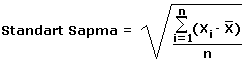 Standart Sapma = √( n ∑ i=1 (Xᵢ - X̅) / n )